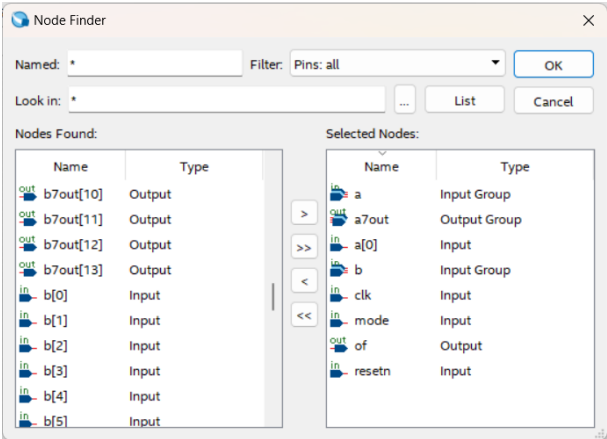 Node Finder
Named: * Filter: Pins: all OK
Look in: * ... List Cancel
Nodes Found: Selected Nodes:
Name Type Name Type
out b7out[10] Output in a Input Group
out b7out[11] Output out a7out Output Group
out b7out[12] Output in a[0] Input
out b7out[13] Output in b Input Group
in b[0] Input in clk Input
in b[1] Input in mode Input
in b[2] Input out of Output
in b[3] Input in resetn Input
in b[4] Input
in b[5] Input
>
>>
<
<<